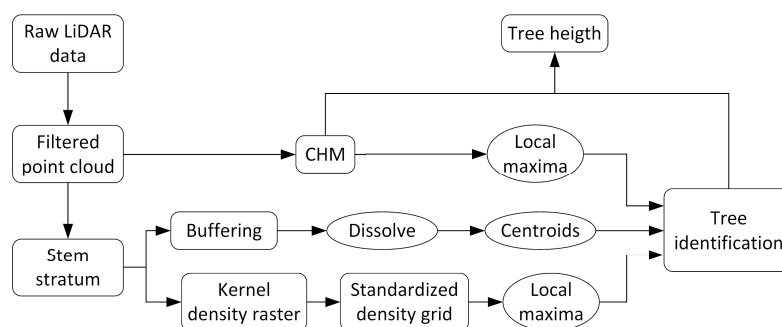 Raw LiDAR
data
Tree heigth
Filtered
point cloud
CHM
Local
maxima
Stem
stratum
Buffering
Dissolve
Centroids
Tree
identification
Kernel
density raster
Standardized
density grid
Local
maxima